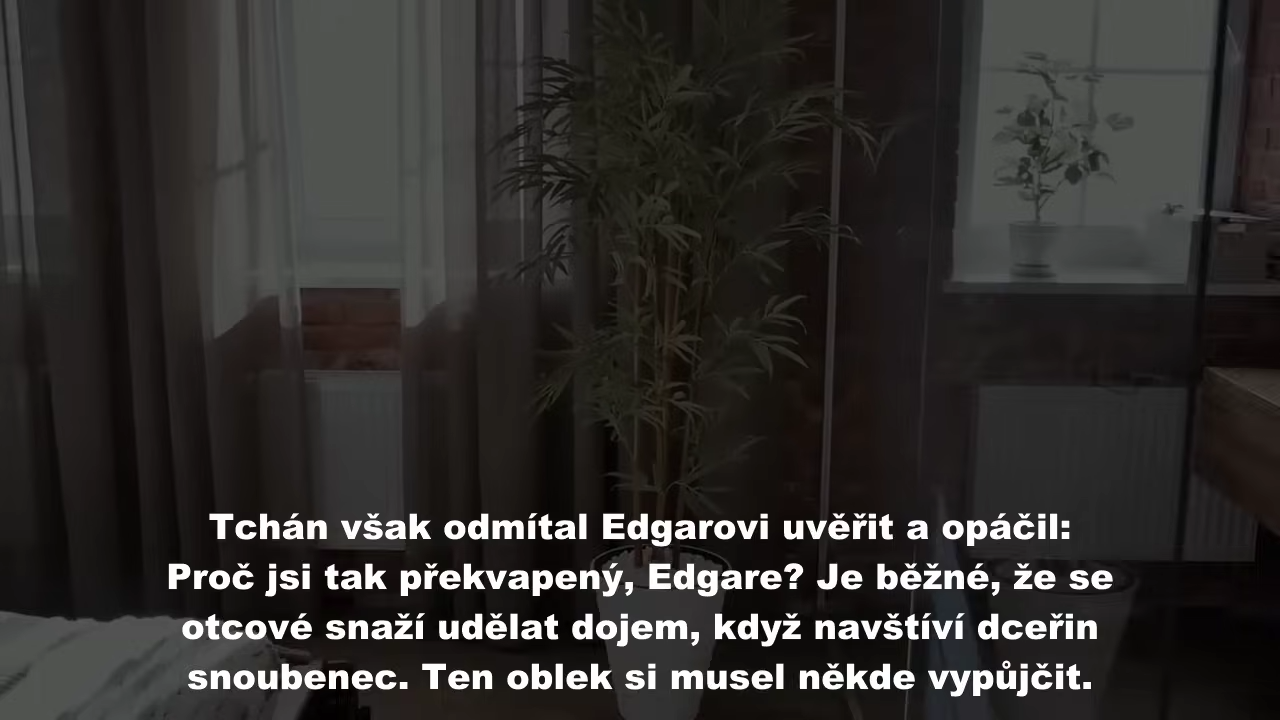 Tchán však odmítal Edgarovi uvěřit a opáčil:
Proč jsi tak překvapený, Edgare? Je běžné, že se
otcové snaží udělat dojem, když navštíví dceřin
snoubenec. Ten oblek si musel někde vypůjčit.